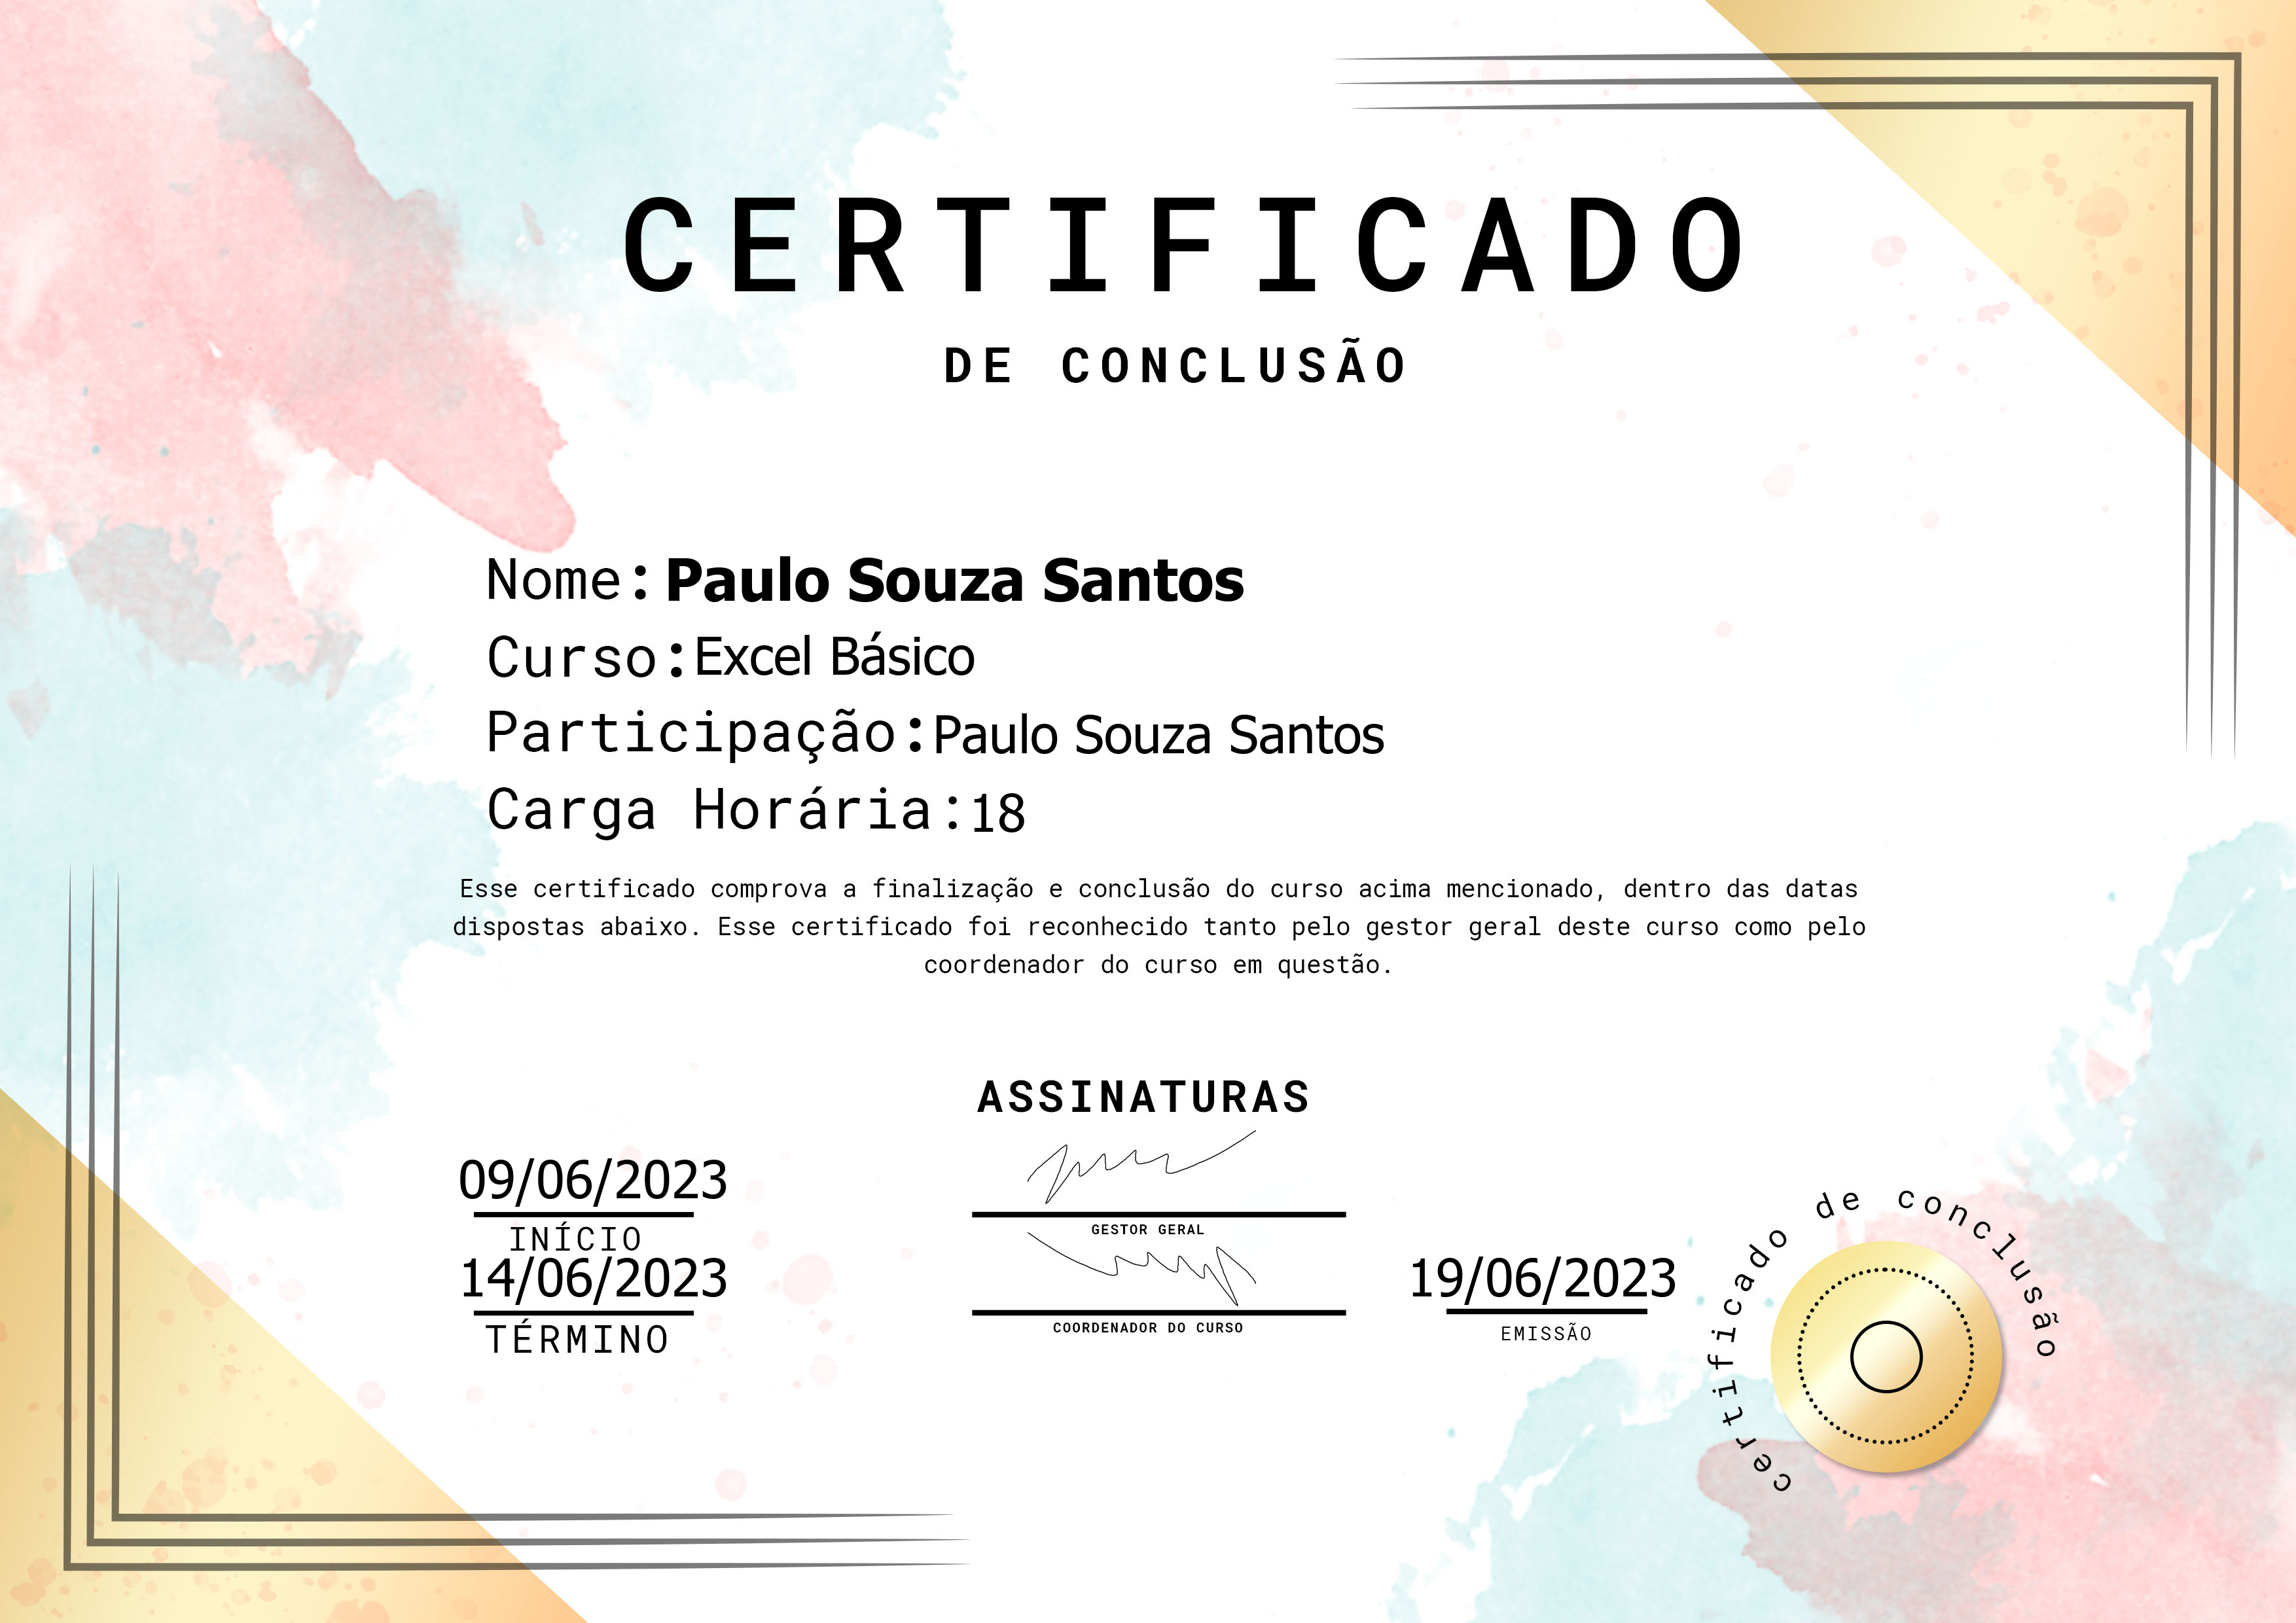 CERTIFICADO
DE CONCLUSÃO
Nome: Paulo Souza Santos
Curso:Excel Básico
Participação:Paulo Souza Santos
Carga Horária:18
Esse certificado comprova a finalização e conclusão do curso acima mencionado, dentro das datas
dispostas abaixo. Esse certificado foi reconhecido tanto pelo gestor geral deste curso como pelo
coordenador do curso em questão.
ASSINATURAS
09/06/2023
INÍCIO
GESTOR GERAL
14/06/2023
TÉRMINO
COORDENADOR DO CURSO
19/06/2023
EMISSÃO
certificado de conclusão